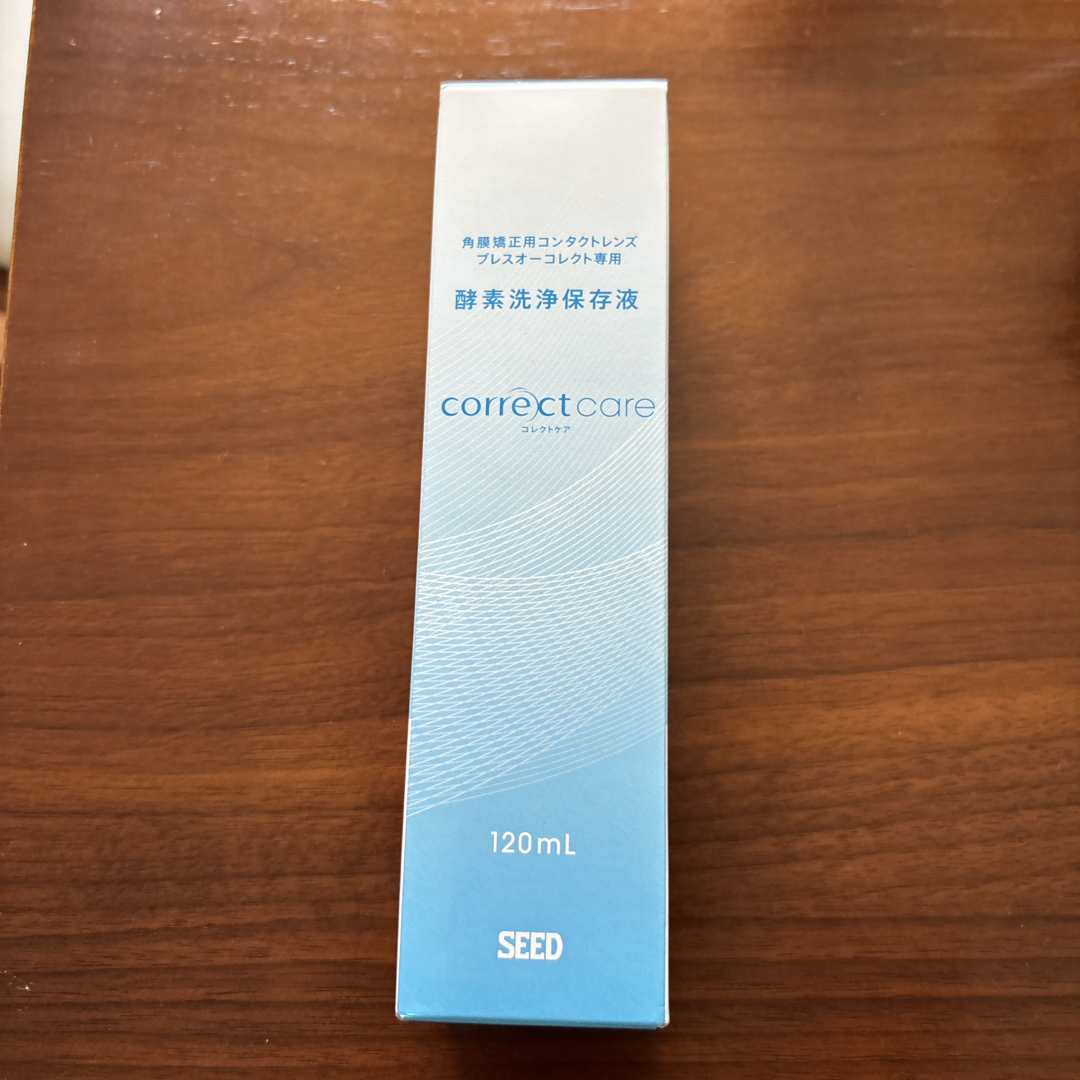 角膜矯正用コンタクトレンズ
ブレスオーコレクト専用
酵素洗浄保存液
correctcare
コレクトケア
120mL
SEED